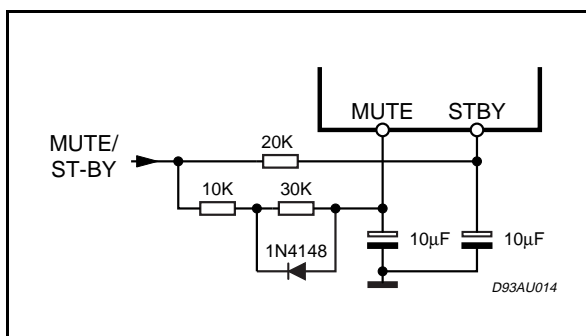 MUTE STBY
MUTE/
ST-BY
20K
10K 30K
1N4148
10μF 10μF
D93AU014